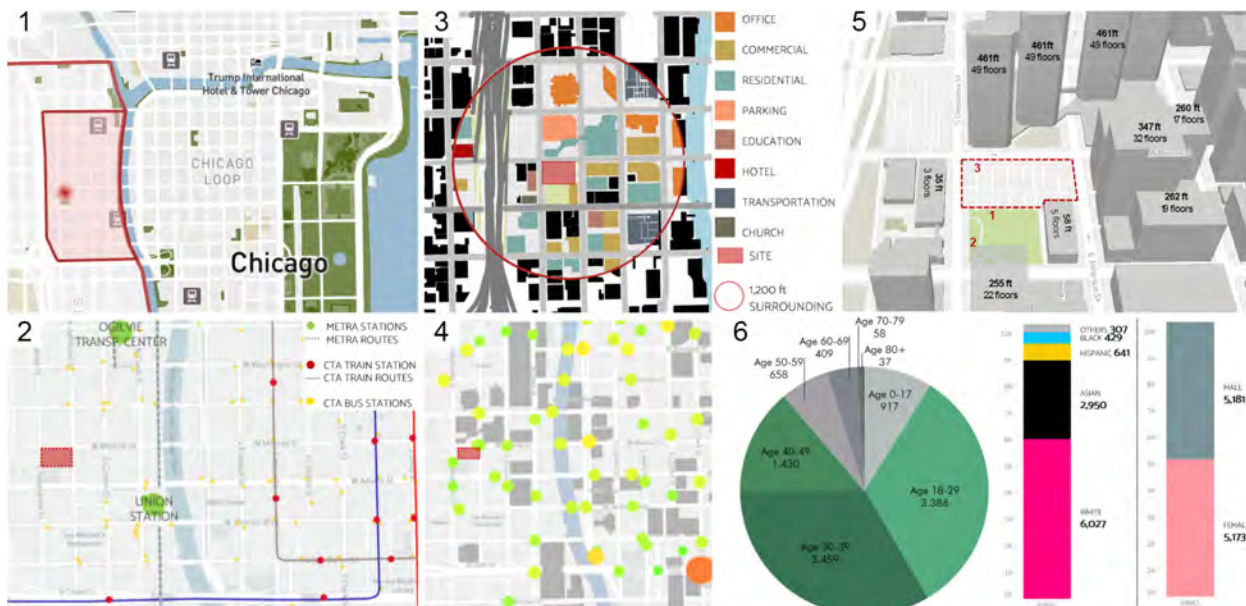 1
Trump International
Hotel & Tower Chicago
CHICAGO
LOOP
Chicago
3
OFFICE
COMMERCIAL
RESIDENTIAL
PARKING
EDUCATION
HOTEL
TRANSPORTATION
CHURCH
SITE
1,200 ft
SURROUNDING
5
461ft
49 floors
461ft
49 floors
461ft
49 floors
260 ft
17 floors
347 ft
32 floors
35 ft
3 floors
3
262 ft
19 floors
1
58 ft
5 floors
2
255 ft
22 floors
2
OGILVIE
TRANSP. CENTER
METRA STATIONS
METRA ROUTES
CTA TRAIN STATION
CTA TRAIN ROUTES
CTA BUS STATIONS
UNION
STATION
4
6
Age 70-79
58
Age 60-69
409
Age 80+
37
Age 50-59
658
Age 0-17
917
Age 40-49
1.430
Age 18-29
3.386
Age 30-39
3.459
OTHERS 307
BLACK 429
HISPANIC 641
ASIAN
2,950
WHITE
6,027
MALL
5,181
FEMAL
5,173